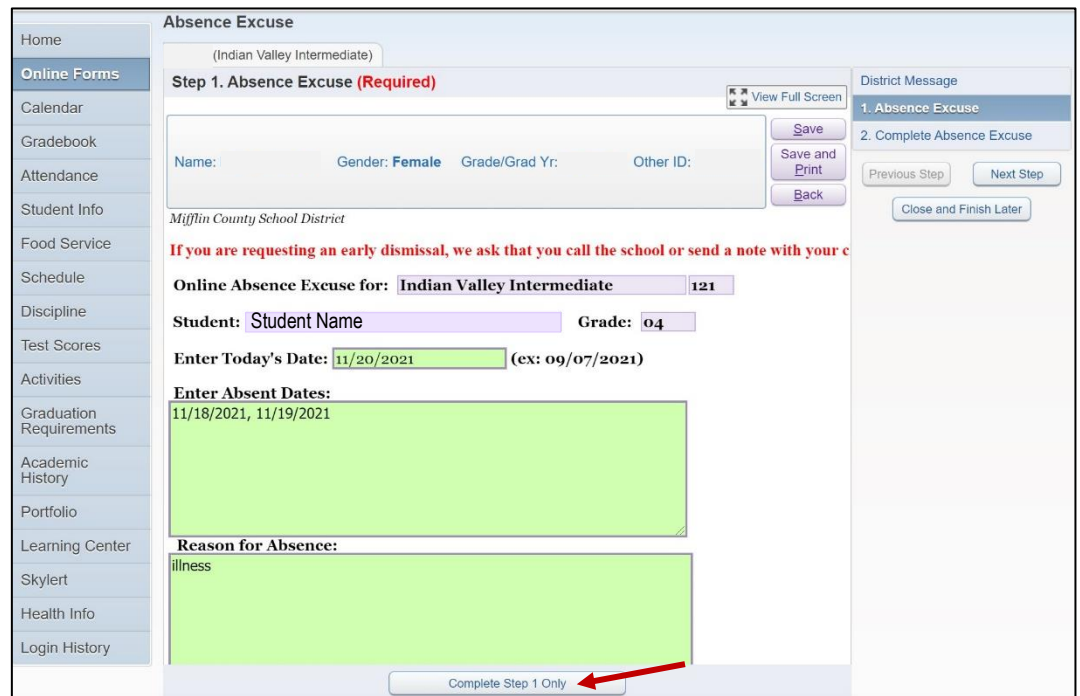 Absence Excuse
Home
Online Forms
Calendar
Gradebook
Attendance
Student Info
Food Service
Schedule
Discipline
Test Scores
Activities
Graduation
Requirements
Academic
History
Portfolio
Learning Center
Skylert
Health Info
Login History
(Indian Valley Intermediate)
Step 1. Absence Excuse (Required)
View Full Screen
Name: Gender: Female Grade/Grad Yr: Other ID:
Save
Save and
Print
Back
Mifflin County School District
If you are requesting an early dismissal, we ask that you call the school or send a note with your c
Online Absence Excuse for: Indian Valley Intermediate 121
Student: Student Name Grade: 04
Enter Today's Date: 11/20/2021 (ex: 09/07/2021)
Enter Absent Dates:
11/18/2021, 11/19/2021
Reason for Absence:
illness
Complete Step 1 Only
District Message
1. Absence Excuse
2. Complete Absence Excuse
Previous Step Next Step
Close and Finish Later